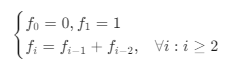 f₀ = 0, f₁ = 1
fᵢ = fᵢ₋₁ + fᵢ₋₂, ∀i : i ≥ 2